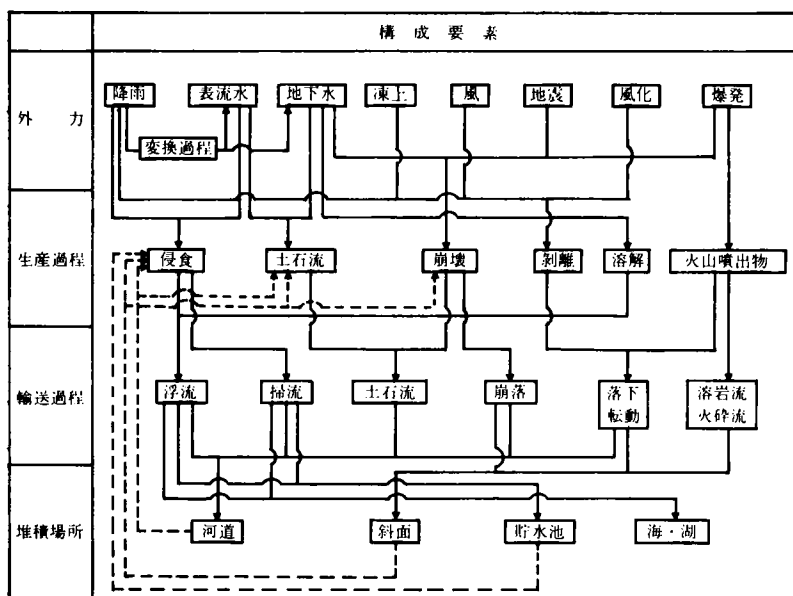 構成要素
外力
降雨
表流水
地下水
凍上
風
地震
風化
爆発
変換過程
生産過程
侵食
土石流
崩壊
剝離
溶解
火山噴出物
輸送過程
浮流
掃流
土石流
崩落
落下
転動
溶岩流
火砕流
堆積場所
河道
斜面
貯水池
海・湖